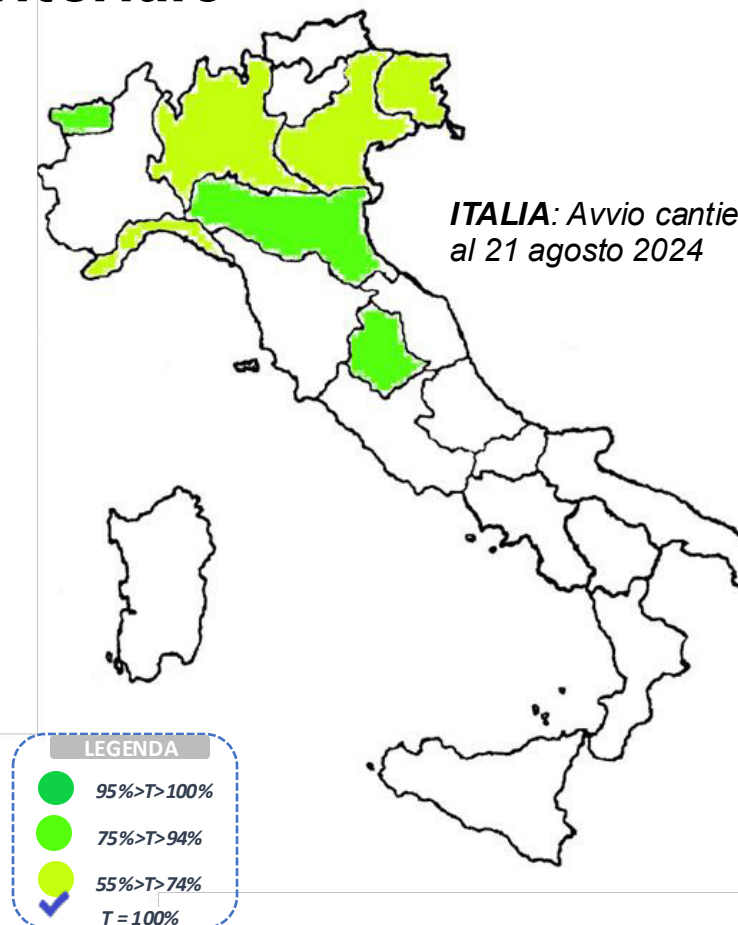 ITALIA: Avvio cantie
al 21 agosto 2024
LEGENDA
95%>T>100%
75%>T>94%
55%>T>74%
T = 100%